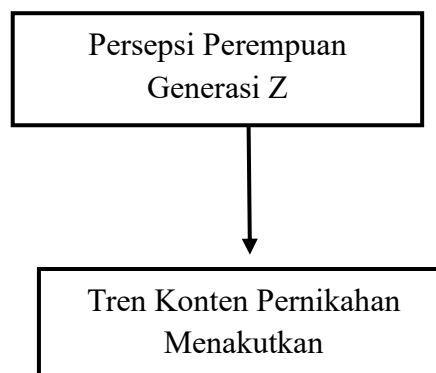 Persepsi Perempuan
Generasi Z
Tren Konten Pernikahan
Menakutkan